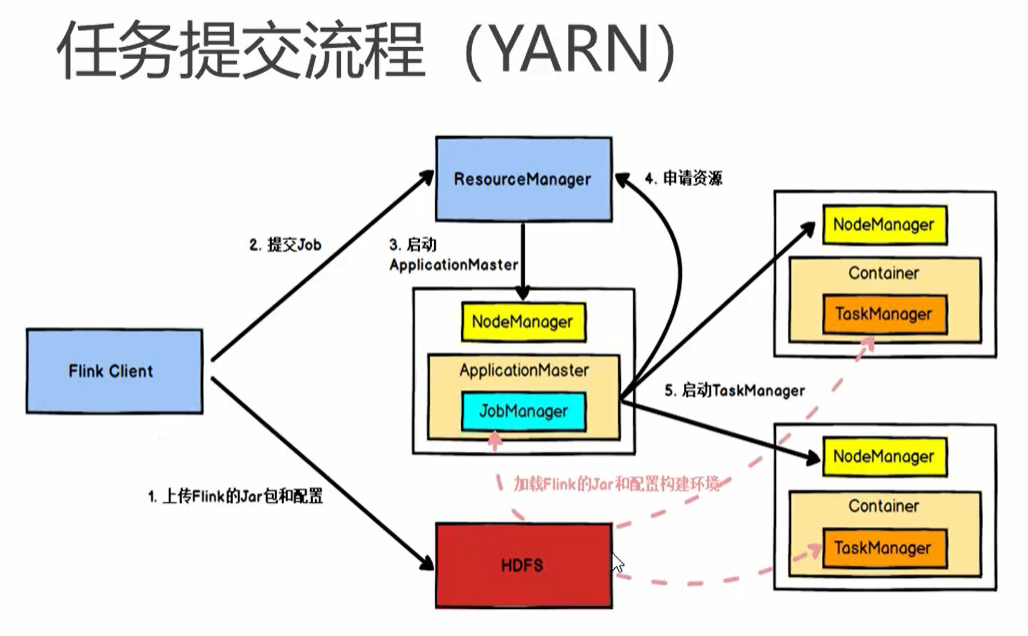 任务提交流程（YARN）
ResourceManager
4. 申请资源
2. 提交Job
3. 启动
ApplicationMaster
NodeManager
Container
TaskManager
NodeManager
ApplicationMaster
JobManager
Flink Client
5. 启动TaskManager
NodeManager
Container
TaskManager
加载Flink的Jar和配置构建环境
1. 上传Flink的Jar包和配置
HDFS